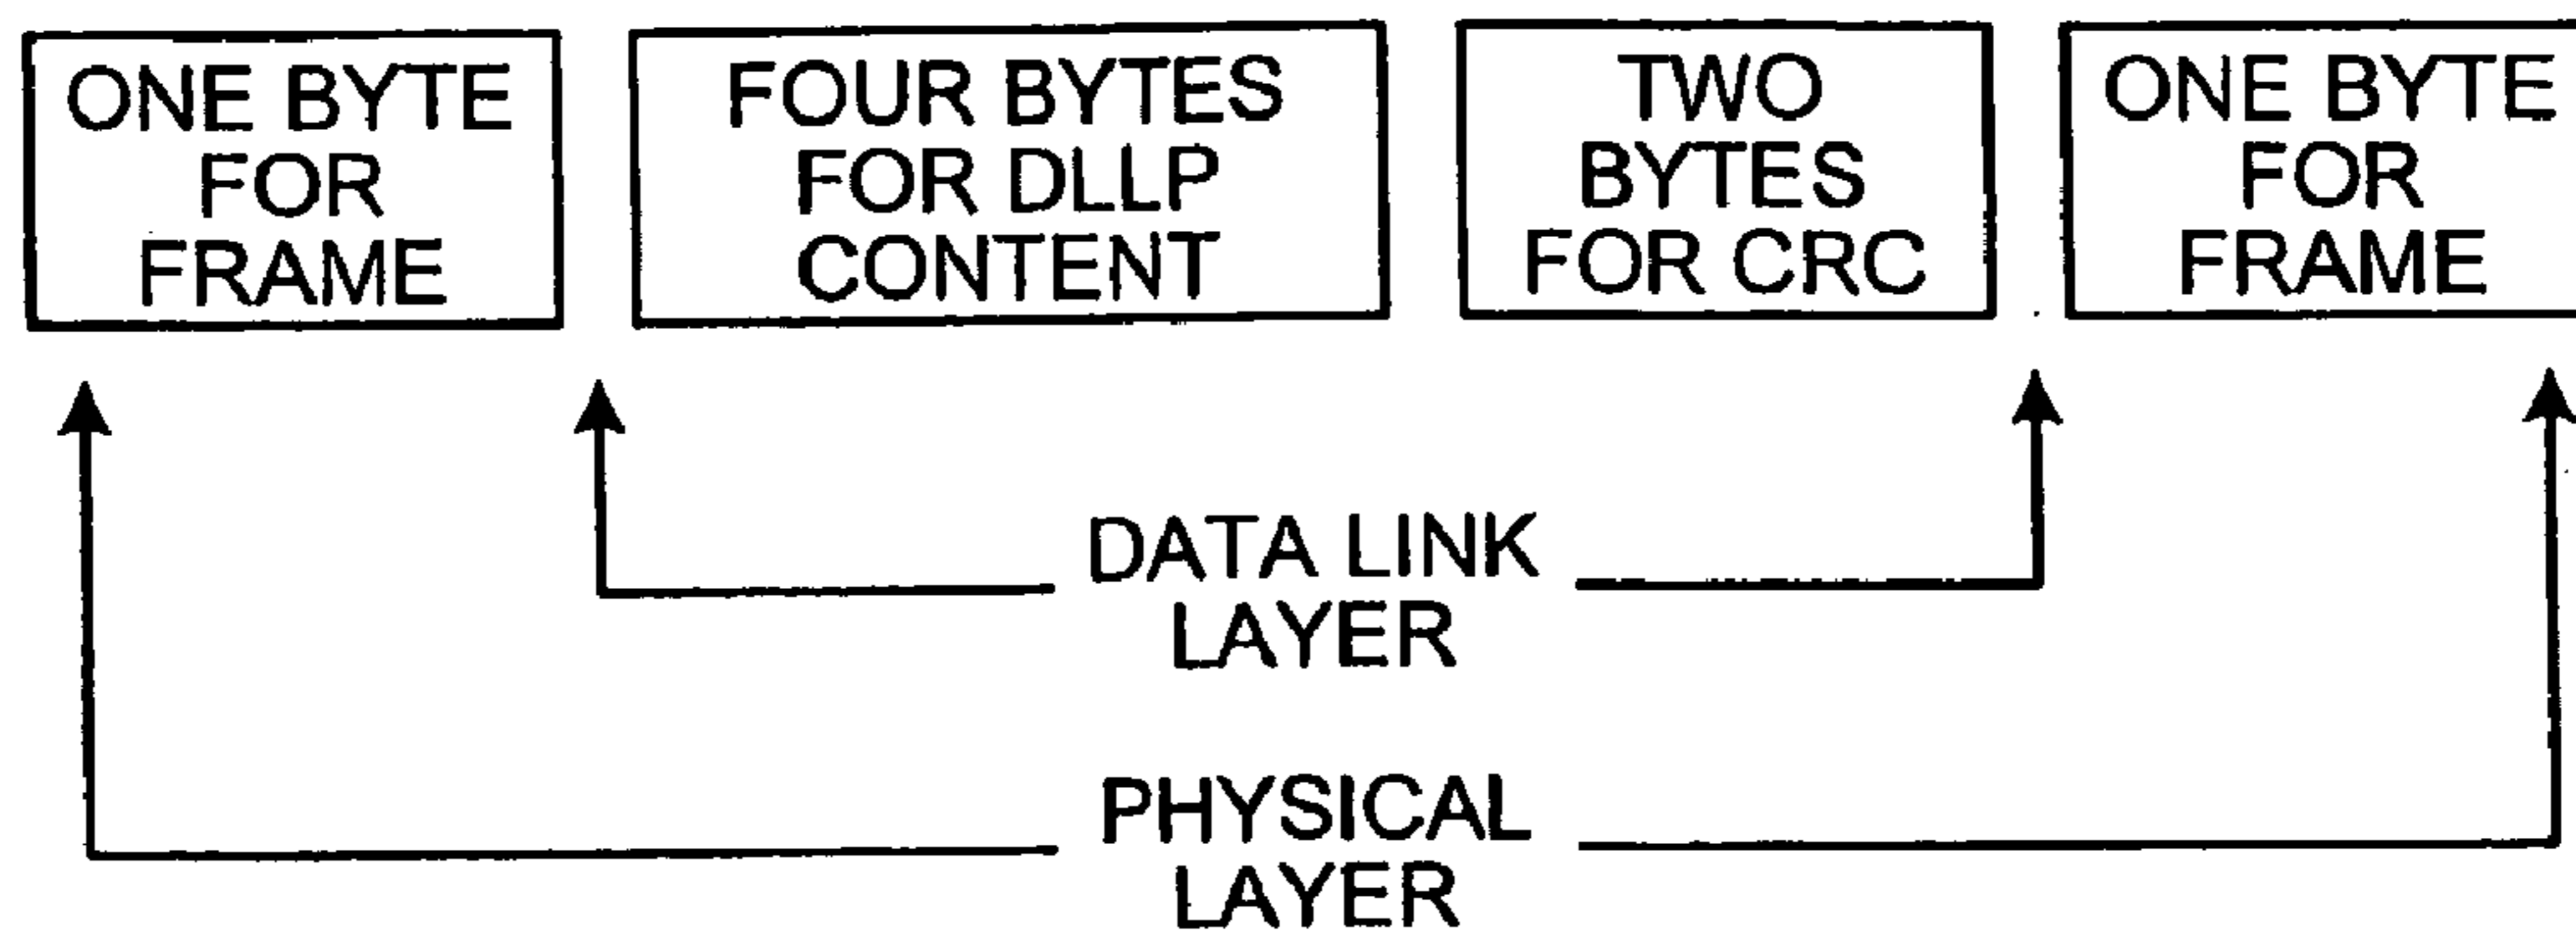 ONE BYTE
FOR
FRAME
FOUR BYTES
FOR DLLP
CONTENT
TWO
BYTES
FOR CRC
ONE BYTE
FOR
FRAME
DATA LINK
LAYER
PHYSICAL
LAYER